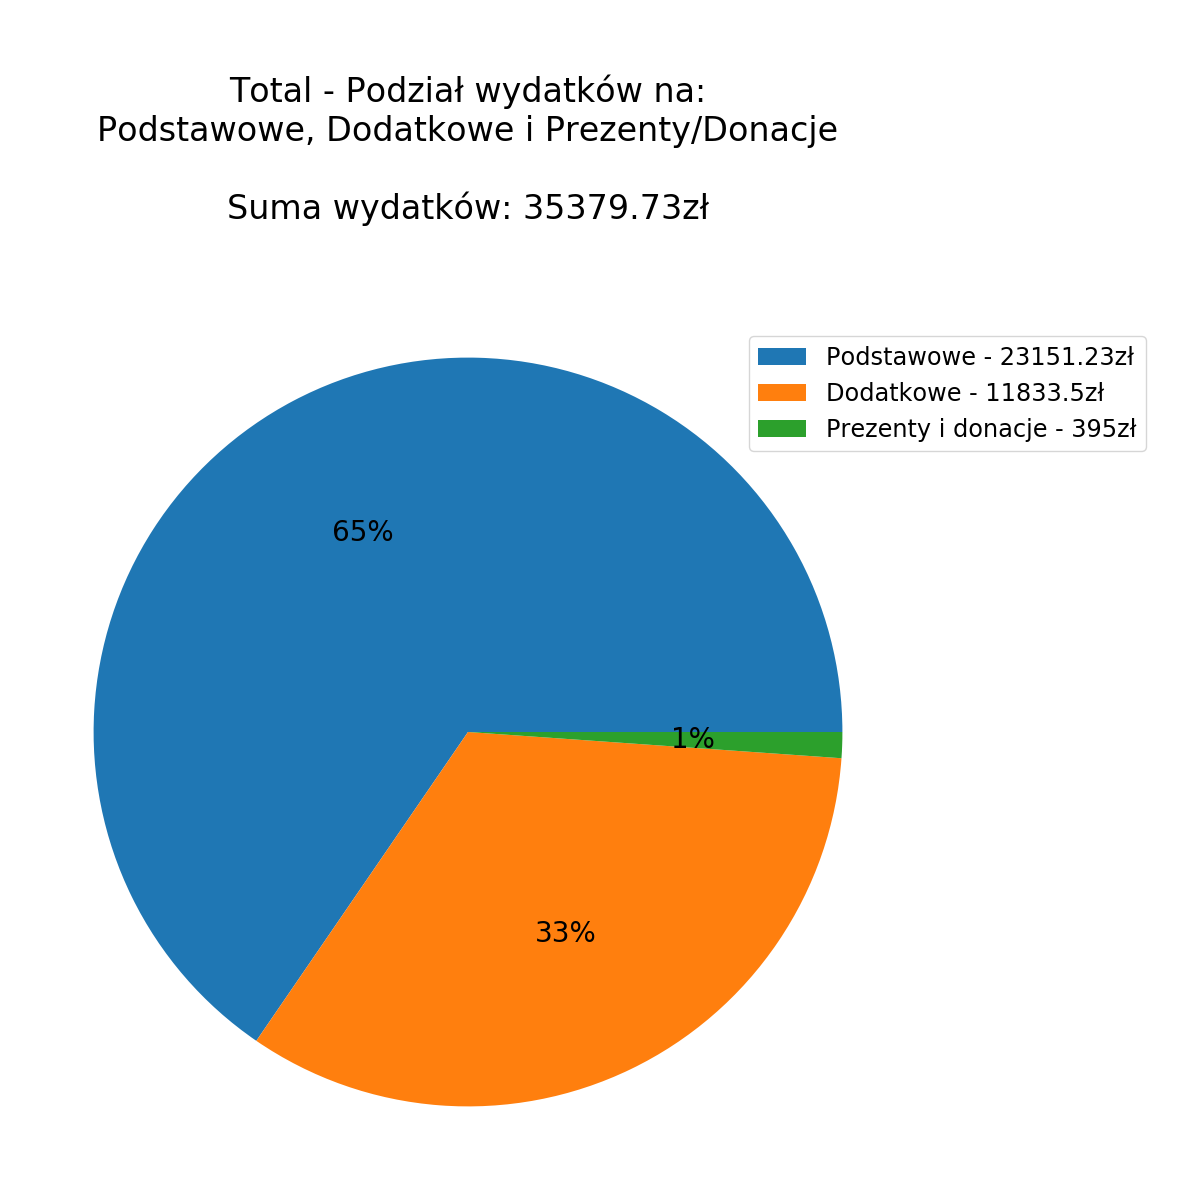 Total - Podział wydatków na:
Podstawowe, Dodatkowe i Prezenty/Donacje
Suma wydatków: 35379.73zł
Podstawowe - 23151.23zł
Dodatkowe - 11833.5zł
Prezenty i donacje - 395zł
65%
1%
33%